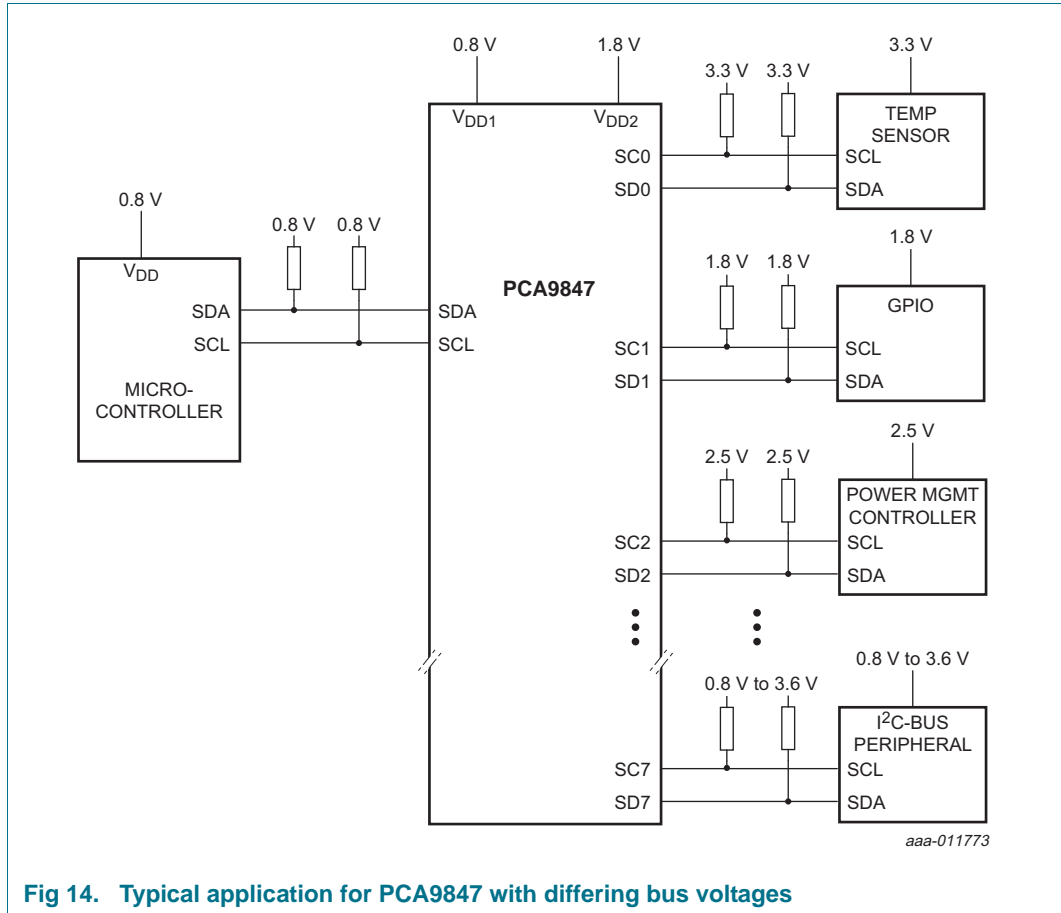 0.8 V 1.8 V 3.3 V
3.3 V 3.3 V
V_DD1 V_DD2 TEMP
SENSOR
SC0 SCL
SD0 SDA
0.8 V 1.8 V
0.8 V 0.8 V 1.8 V 1.8 V
V_DD PCA9847 GPIO
SDA SDA
SCL SCL SC1 SCL
SD1 SDA
MICRO-
CONTROLLER
2.5 V
2.5 V 2.5 V
POWER MGMT
CONTROLLER
SC2 SCL
SD2 SDA
0.8 V to 3.6 V
0.8 V to 3.6 V
I²C-BUS
PERIPHERAL
SC7 SCL
SD7 SDA
aaa-011773
Fig 14. Typical application for PCA9847 with differing bus voltages